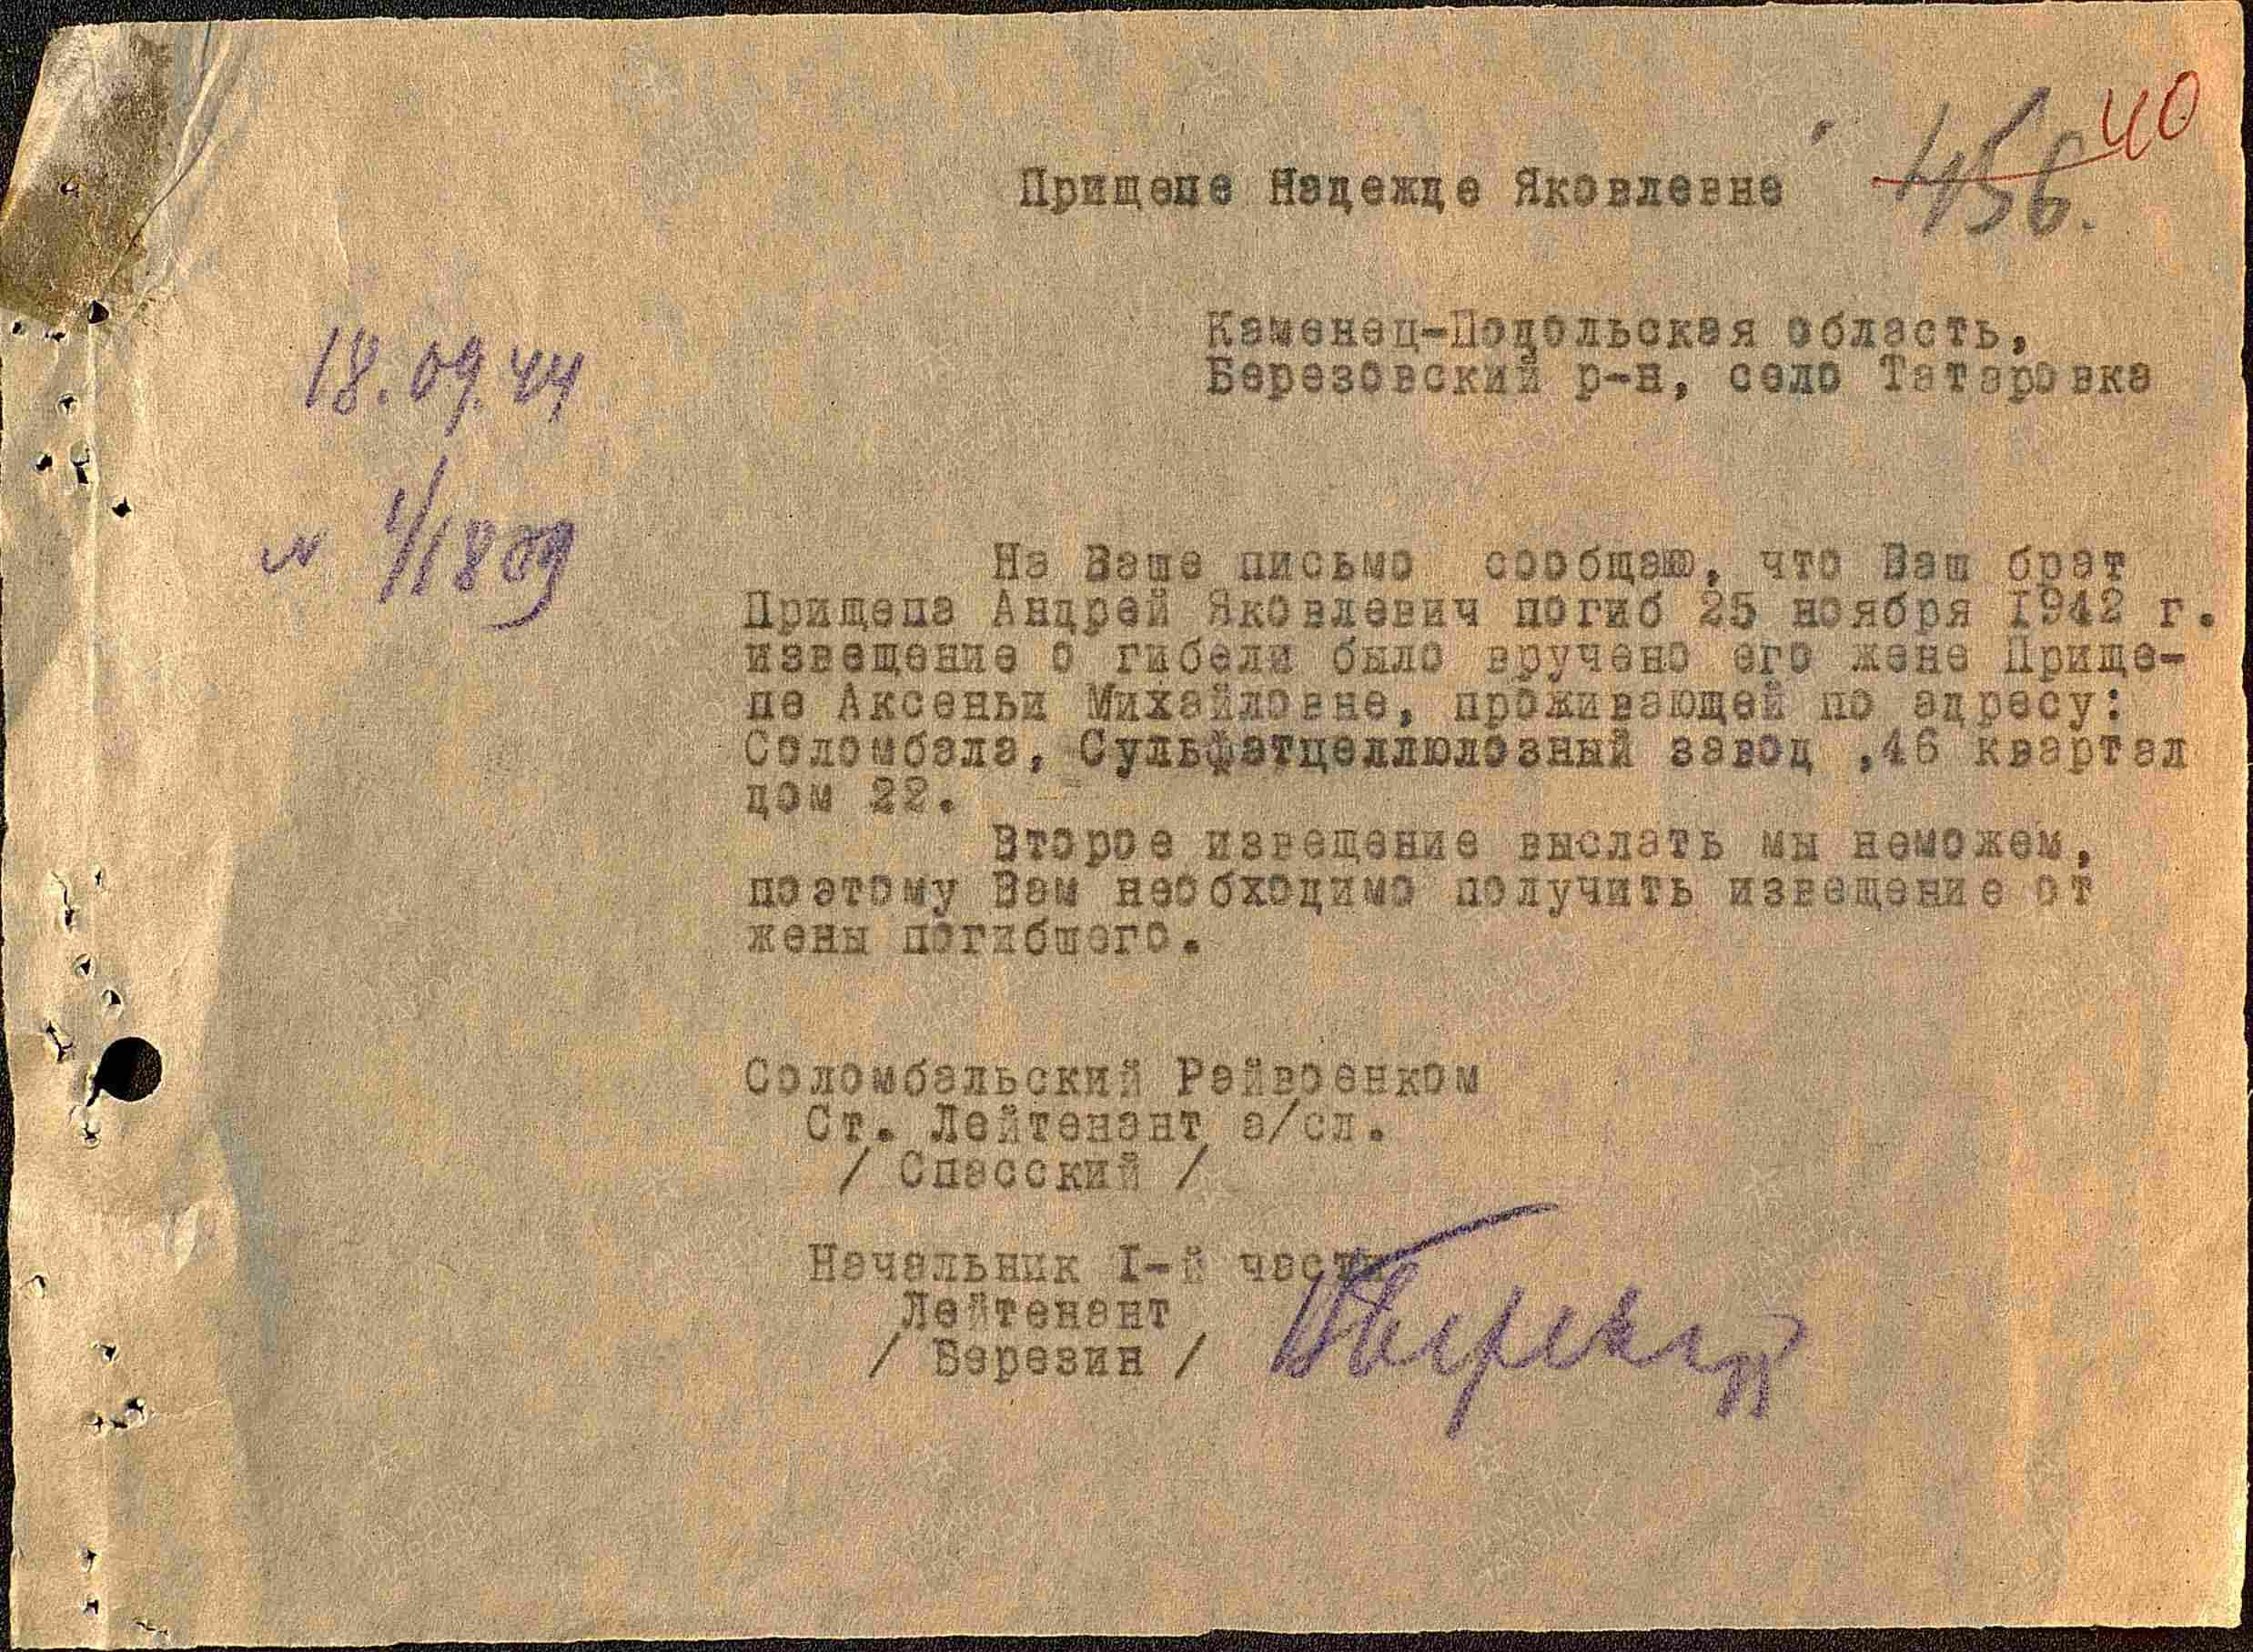 40
456.
Прищепе Надежде Яковлевне
Каменец-Подольская область,
Березовский р-н, село Татаровка
18.09.44
№ 1/1809
На Ваше письмо сообщаю, что Ваш брат
Прищепа Андрей Яковлевич погиб 25 ноября 1942 г.
извещение о гибели было вручено его жене Прище-
пе Аксеньи Михайловне, проживающей по адресу:
Соломбала, Сульфатцеллюлозный завод ,46 квартал
дом 22.
Второе извещение выслать мы неможем,
поэтому Вам необходимо получить извещение от
жены погибшего.
Соломбальский Райвоенком
Ст. Лейтенант а/сл.
/ Спасский /
Начальник I-й части
Лейтенант
/ Березин /